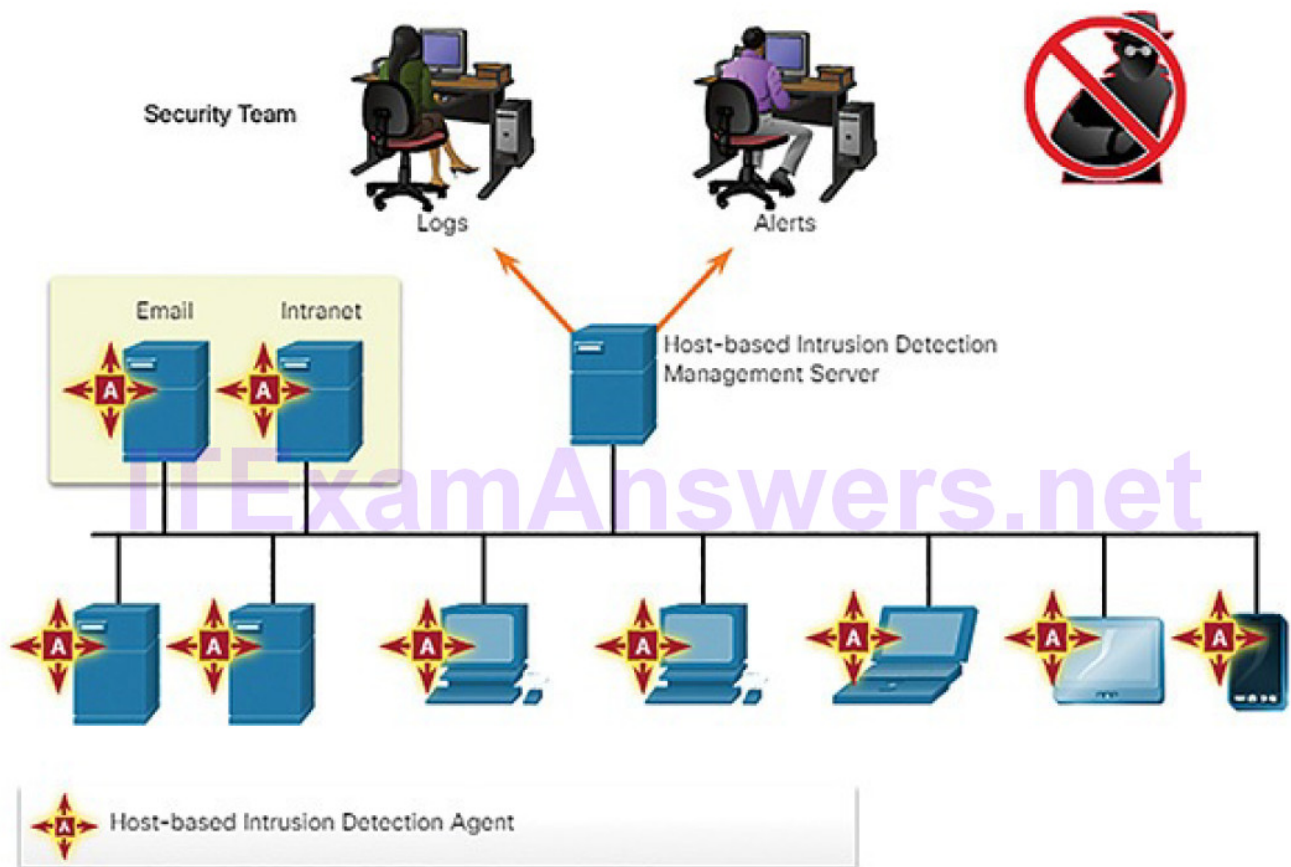 Security Team
Logs
Alerts
Email
Intranet
Host-based Intrusion Detection
Management Server
ITExamAnswers.net
A
A
A
A
A
A
A
A
A
A
Host-based Intrusion Detection Agent